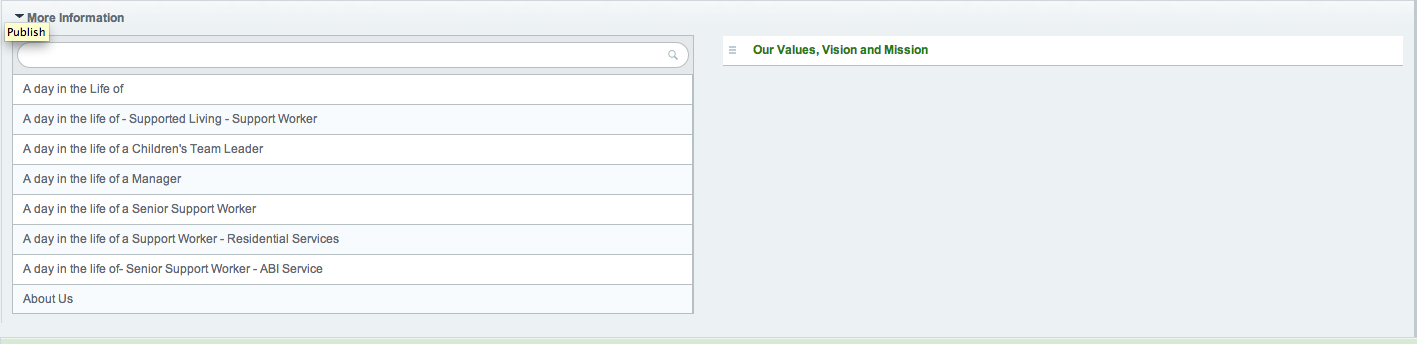 More Information
Publish
Our Values, Vision and Mission
A day in the Life of
A day in the life of - Supported Living - Support Worker
A day in the life of a Children's Team Leader
A day in the life of a Manager
A day in the life of a Senior Support Worker
A day in the life of a Support Worker - Residential Services
A day in the life of- Senior Support Worker - ABI Service
About Us